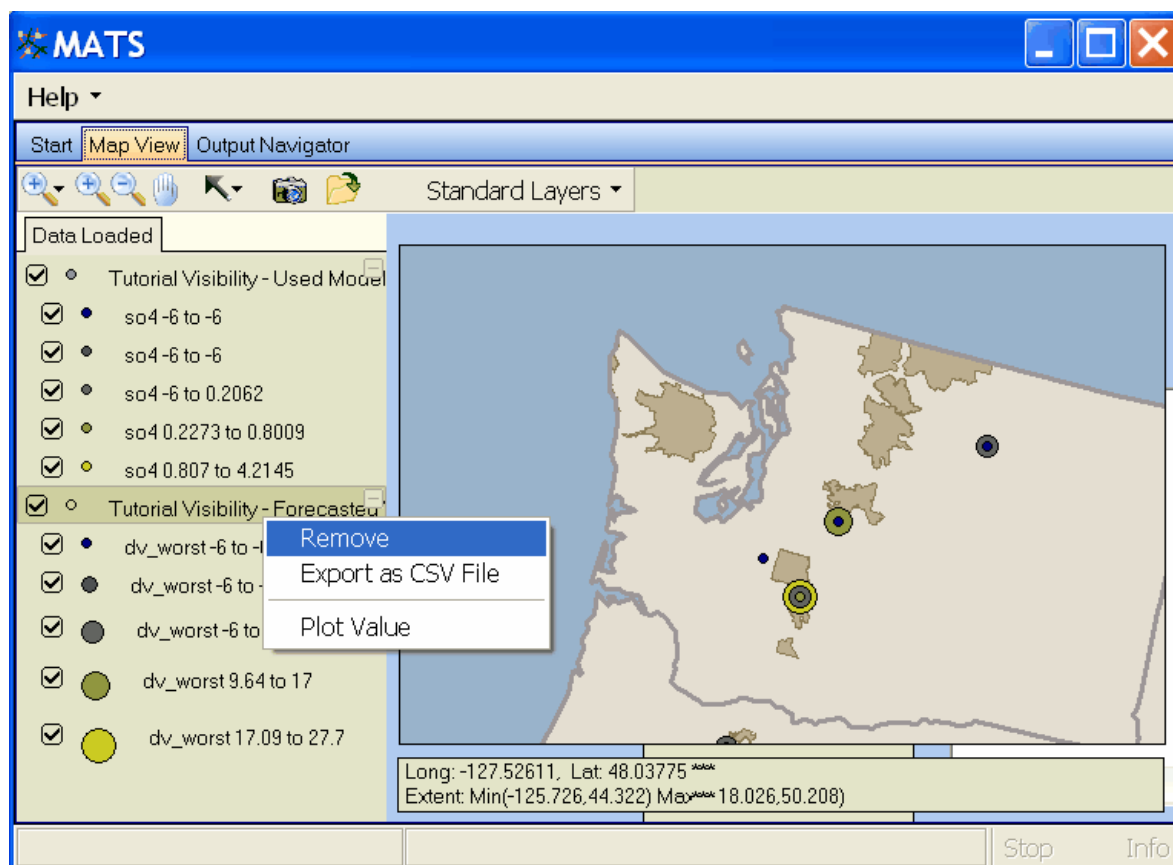 MATS
Help
Start Map View Output Navigator
Standard Layers
Data Loaded
Tutorial Visibility - Used Model
so4 -6 to -6
so4 -6 to -6
so4 -6 to 0.2062
so4 0.2273 to 0.8009
so4 0.807 to 4.2145
Tutorial Visibility - Forecasted
Remove
dv_worst -6 to
Export as CSV File
dv_worst -6 to
Plot Value
dv_worst -6 to
dv_worst 9.64 to 17
dv_worst 17.09 to 27.7
Long: -127.52611, Lat: 48.03775 ****
Extent: Min(-125.726,44.322) Max**** 18.026,50.208)
Stop Info